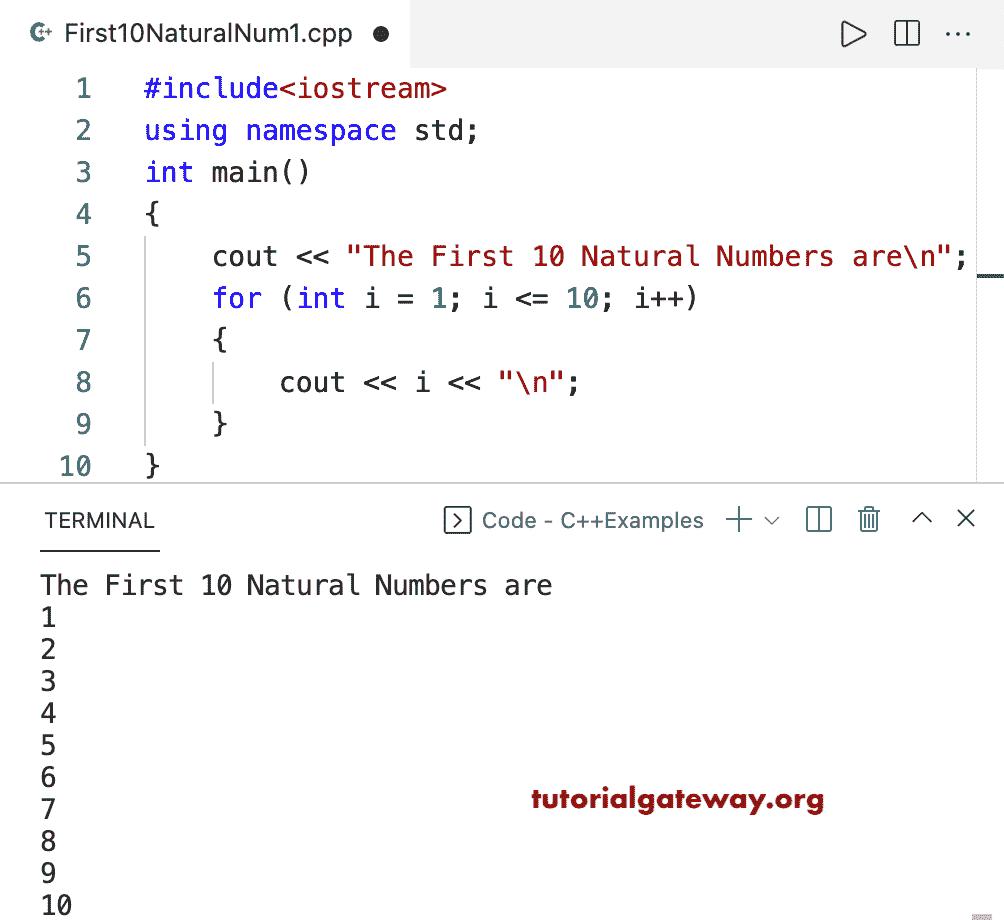 First10NaturalNum1.cpp
1 #include<iostream>
2 using namespace std;
3 int main()
4 {
5     cout << "The First 10 Natural Numbers are\n";
6     for (int i = 1; i <= 10; i++)
7     {
8         cout << i << "\n";
9     }
10 }
TERMINAL Code - C++Examples
The First 10 Natural Numbers are
1
2
3
4
5
6
7
tutorialgateway.org
8
9
10